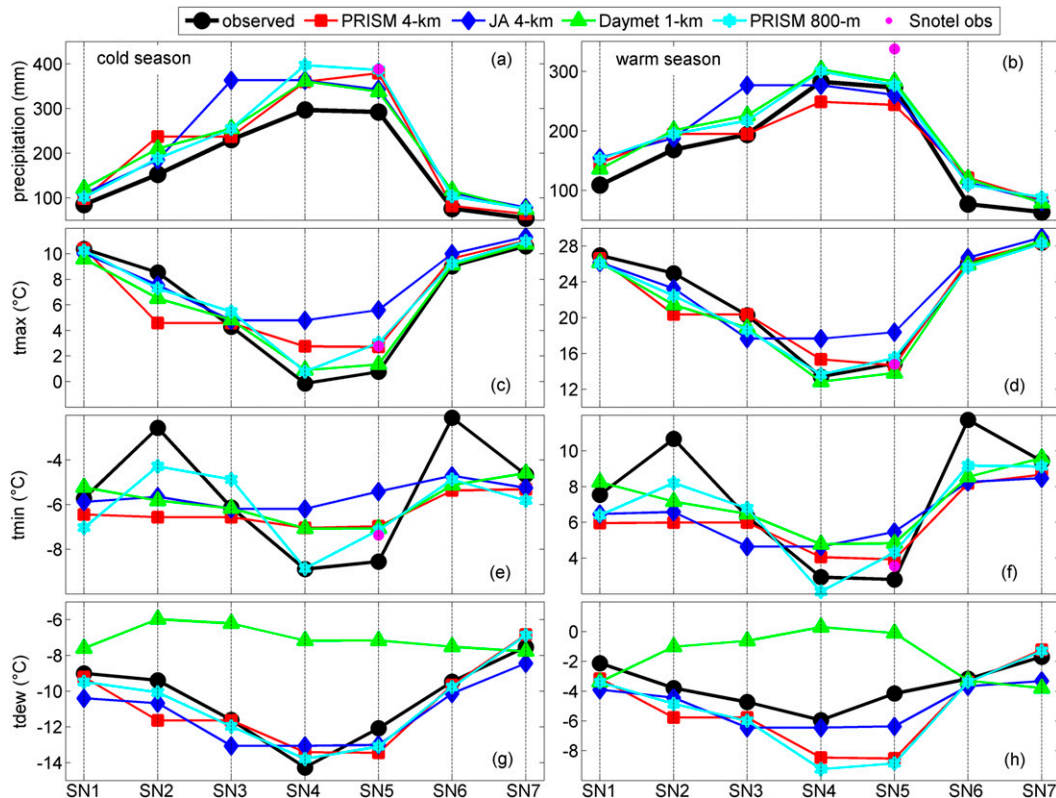 observed PRISM 4-km JA 4-km Daymet 1-km PRISM 800-m Snotel obs
cold season (a)
precipitation (mm)
400
300
200
100
warm season (b)
300
200
100
tmax (°C)
10
8
6
4
2
0
(c)
28
24
20
16
12
(d)
tmin (°C)
-4
-6
-8
(e)
10
8
6
4
(f)
tdew (°C)
-6
-8
-10
-12
-14
(g)
0
-2
-4
-6
-8
(h)
SN1 SN2 SN3 SN4 SN5 SN6 SN7
SN1 SN2 SN3 SN4 SN5 SN6 SN7